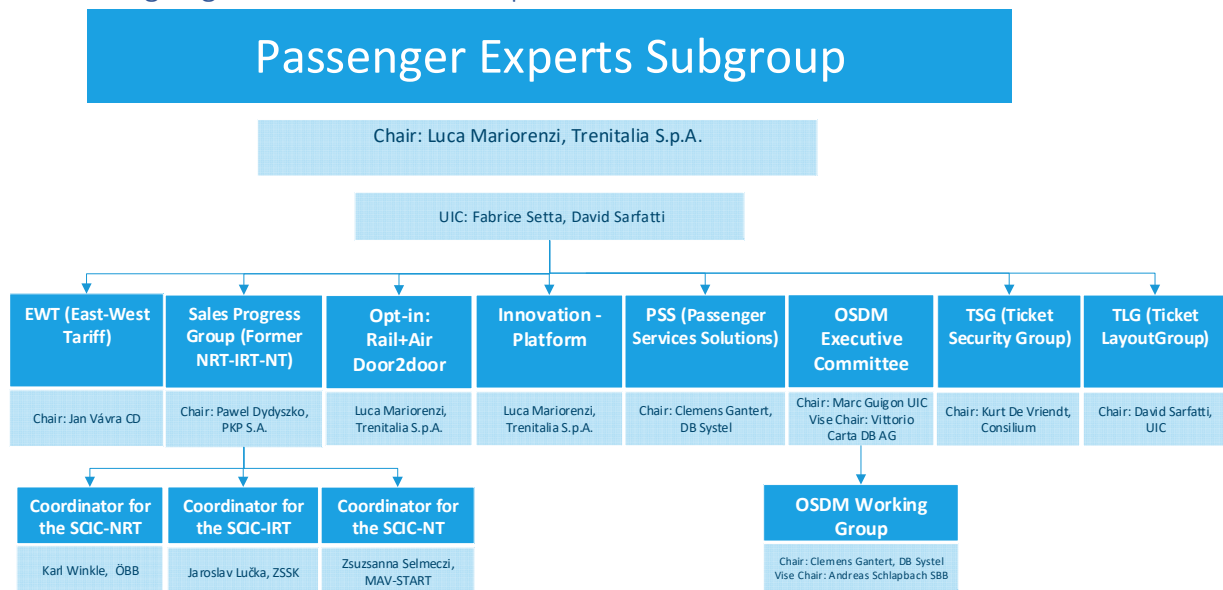 Passenger Experts Subgroup
Chair: Luca Mariorenzi, Trenitalia S.p.A.
UIC: Fabrice Setta, David Sarfatti
EWT (East-West
Tariff)
Chair: Jan Vávra CD
Sales Progress
Group (Former
NRT-IRT-NT)
Chair: Pawel Dydyszko,
PKP S.A.
Opt-in:
Rail+Air
Door2door
Luca Mariorenzi,
Trenitalia S.p.A.
Innovation -
Platform
Luca Mariorenzi,
Trenitalia S.p.A.
PSS (Passenger
Services Solutions)
Chair: Clemens Gantert,
DB Systel
OSDM
Executive
Committee
Chair: Marc Guigon UIC
Vise Chair: Vittorio
Carta DB AG
TSG (Ticket
Security Group)
Chair: Kurt De Vriendt,
Consilium
TLG (Ticket
LayoutGroup)
Chair: David Sarfatti,
UIC
Coordinator for
the SCIC-NRT
Karl Winkle, ÖBB
Coordinator for
the SCIC-IRT
Jaroslav Lučka, ZSSK
Coordinator for
the SCIC-NT
Zsuzsanna Selmeczi,
MAV-START
OSDM Working
Group
Chair: Clemens Gantert, DB Systel
Vise Chair: Andreas Schlapbach SBB